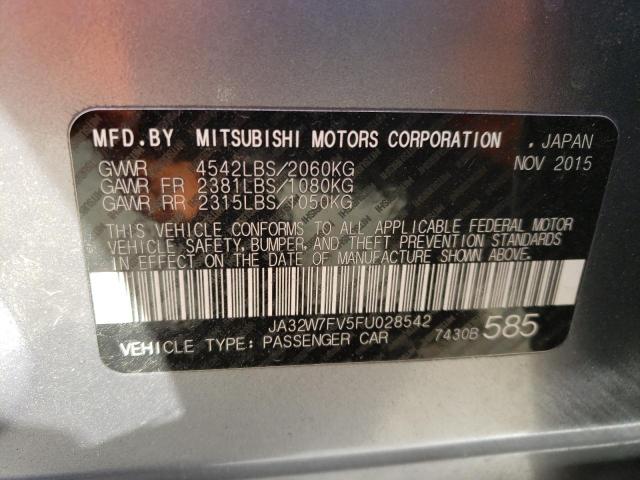 MFD.BY MITSUBISHI MOTORS CORPORATION . JAPAN
GVWR 4542LBS/2060KG NOV 2015
GAWR FR 2381LBS/1080KG
GAWR RR 2315LBS/1050KG
THIS VEHICLE CONFORMS TO ALL APPLICABLE FEDERAL MOTOR
VEHICLE SAFETY, BUMPER, AND THEFT PREVENTION STANDARDS
IN EFFECT ON THE DATE OF MANUFACTURE SHOWN ABOVE.
JA32W7FV5FU028542
VEHICLE TYPE: PASSENGER CAR 7430B 585